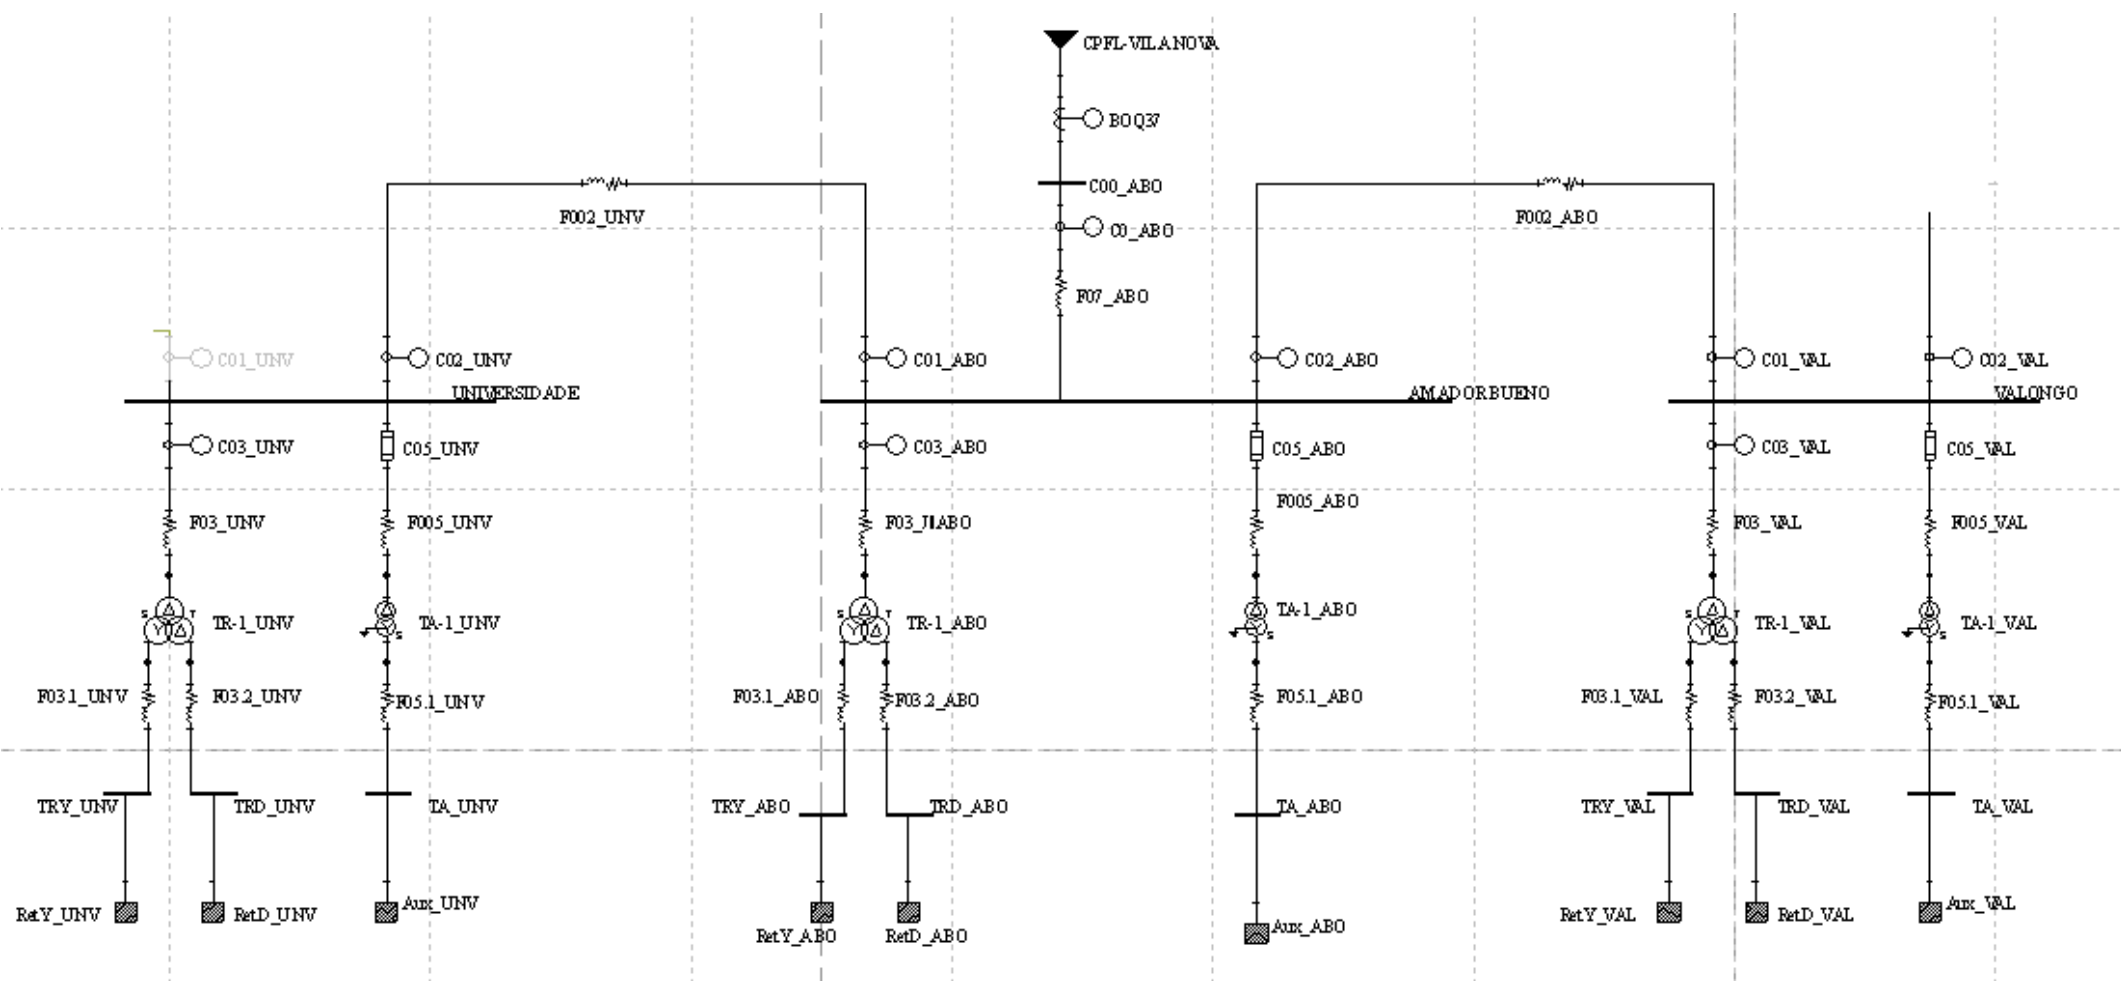 CPFL-VILANOVA
BOQ37
C00_ABO
F002_UNV
F002_ABO
C0_ABO
F07_ABO
C01_UNV
C02_UNV
C01_ABO
C02_ABO
C01_VAL
C02_VAL
UNIVERSIDADE
AMADORBUENO
VALONGO
C03_UNV
C05_UNV
C03_ABO
C05_ABO
C03_VAL
C05_VAL
F005_ABO
F03_UNV
F005_UNV
F03_VAL
F005_VAL
S
T
TR-1_UNV
S
TA-1_UNV
S
T
TR-1_ABO
S
TA-1_ABO
S
T
TR-1_VAL
S
TA-1_VAL
F03.1_UNV
F03.2_UNV
F05.1_UNV
F03.1_ABO
F03.2_ABO
F05.1_ABO
F03.1_VAL
F03.2_VAL
F05.1_VAL
TRY_UNV
TRD_UNV
TA_UNV
TRY_ABO
TRD_ABO
TA_ABO
TRY_VAL
TRD_VAL
TA_VAL
RetY_UNV
RetD_UNV
Aux_UNV
RetY_ABO
RetD_ABO
Aux_ABO
RetY_VAL
RetD_VAL
Aux_VAL